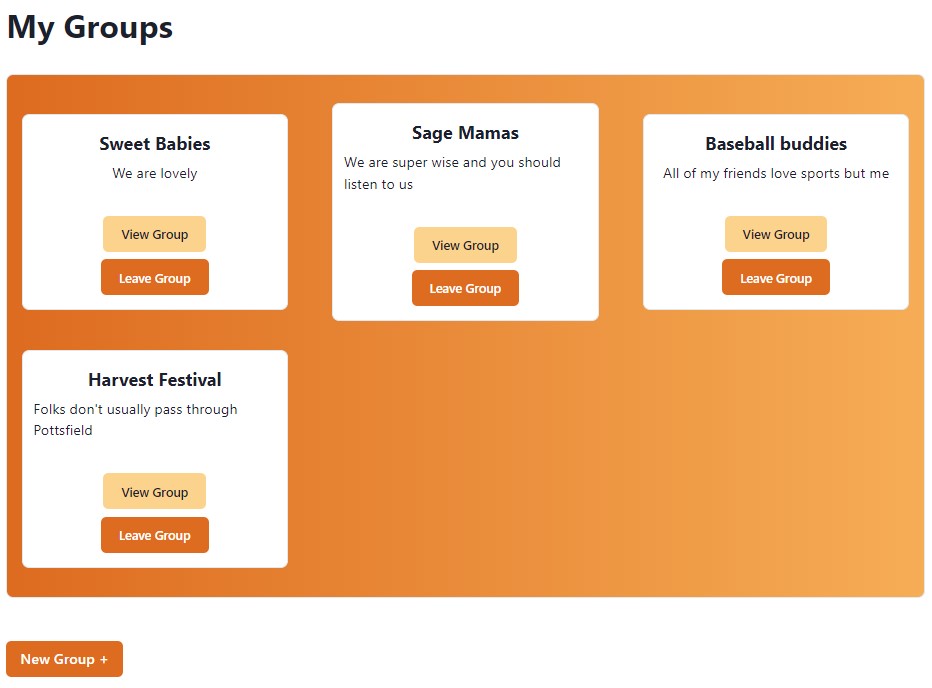 My Groups
Sweet Babies
We are lovely
View Group
Leave Group
Sage Mamas
We are super wise and you should
listen to us
View Group
Leave Group
Baseball buddies
All of my friends love sports but me
View Group
Leave Group
Harvest Festival
Folks don't usually pass through
Pottsfield
View Group
Leave Group
New Group +